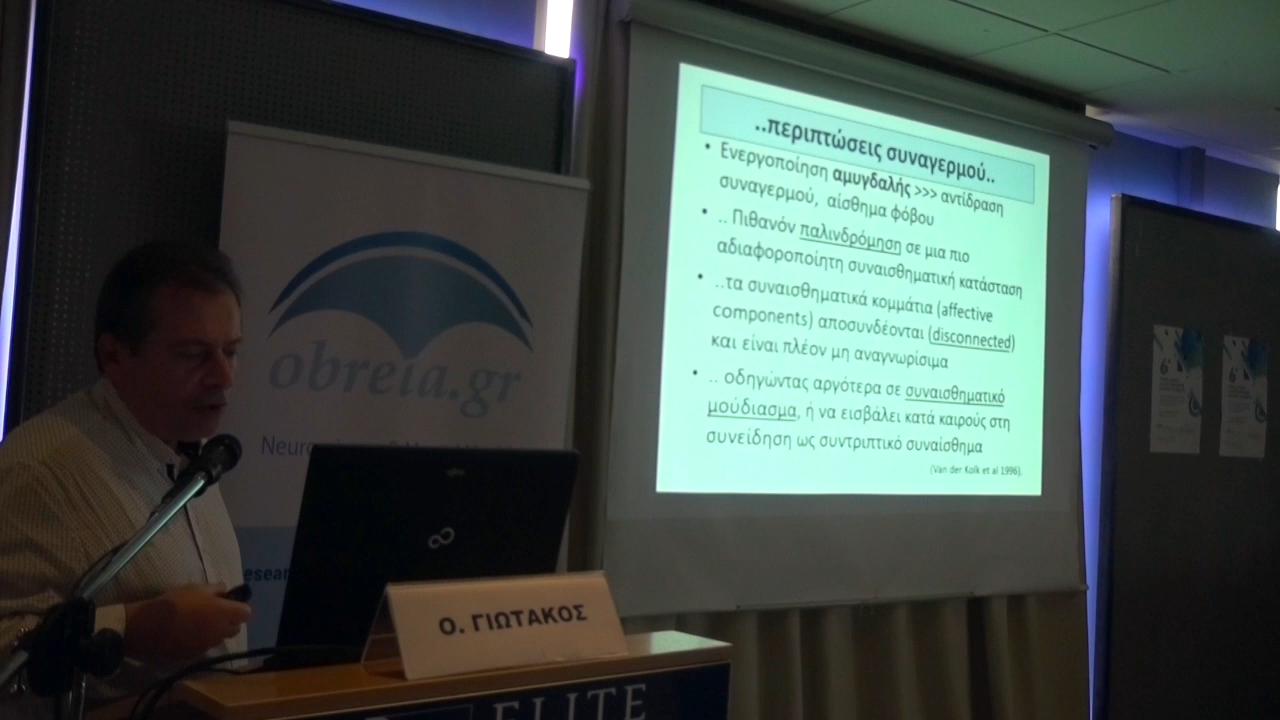 ..περιπτώσεις συναγερμού..
• Ενεργοποίηση αμυγδαλής >>> αντίδραση
συναγερμού, αίσθημα φόβου
• .. Πιθανόν παλινδρόμηση σε μια πιο
αδιαφοροποίητη συναισθηματική κατάσταση
• ..τα συναισθηματικά κομμάτια (affective
components) αποσυνδέονται (disconnected)
και είναι πλέον μη αναγνωρίσιμα
• .. οδηγώντας αργότερα σε συναισθηματικό
μούδιασμα, ή να εισβάλει κατά καιρούς στη
συνείδηση ως συντριπτικό συναίσθημα
(Van der Kolk et al 1996).
obreia.gr
FUJITSU
Ο. ΓΙΩΤΑΚΟΣ
ELITE
6